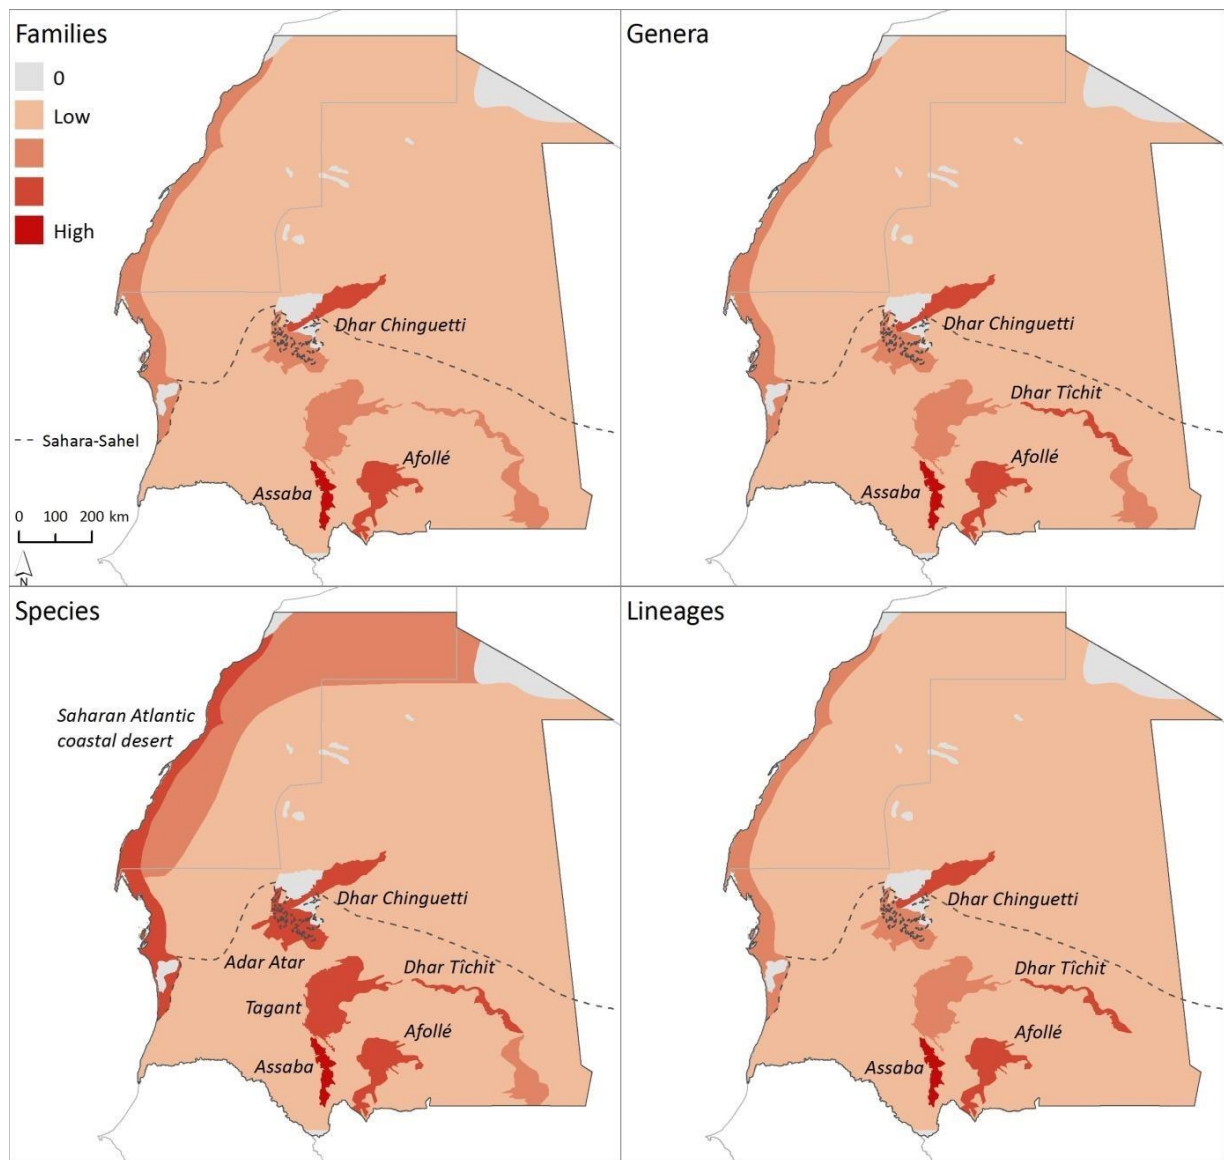 Families
0
Low
High
Dhar Chinguetti
Sahara-Sahel
Afollé
Assaba
0 100 200 km
N
Genera
Dhar Chinguetti
Dhar Tîchit
Afollé
Assaba
Species
Saharan Atlantic
coastal desert
Dhar Chinguetti
Adar Atar
Dhar Tîchit
Tagant
Afollé
Assaba
Lineages
Dhar Chinguetti
Dhar Tîchit
Afollé
Assaba